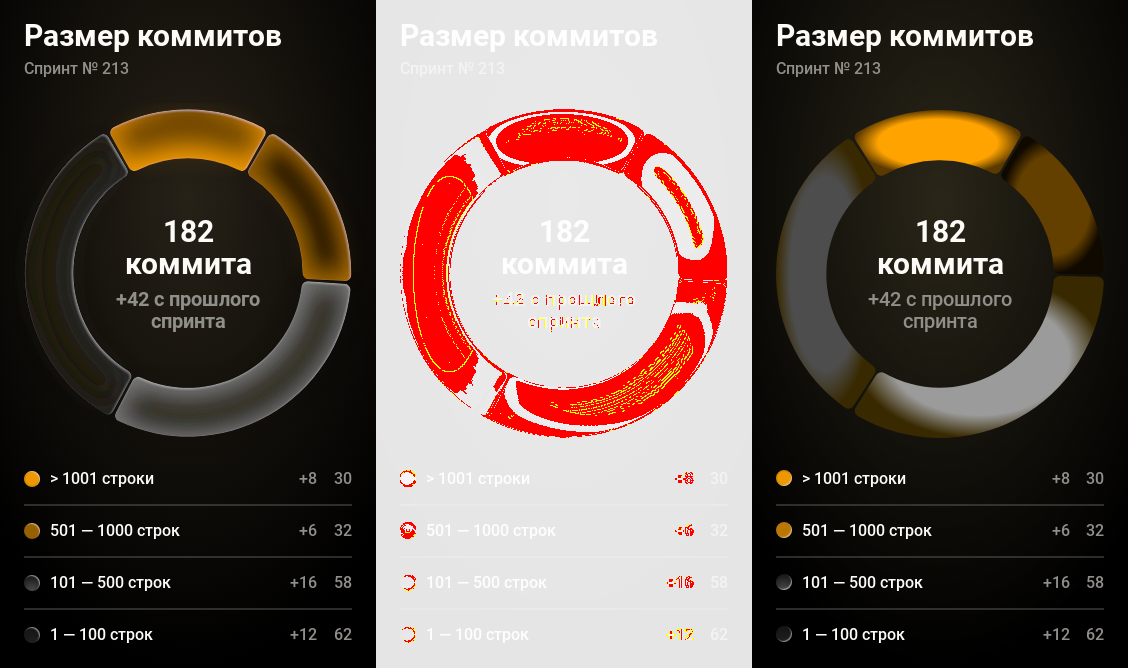 Размер коммитов
Спринт № 213
182
коммита
+42 с прошлого
спринта
> 1001 строки +8 30
501 — 1000 строк +6 32
101 — 500 строк +16 58
1 — 100 строк +12 62
Размер коммитов
Спринт № 213
182
коммита
+42 с прошлого
спринта
> 1001 строки +8 30
501 — 1000 строк +6 32
101 — 500 строк +16 58
1 — 100 строк +12 62
Размер коммитов
Спринт № 213
182
коммита
+42 с прошлого
спринта
> 1001 строки +8 30
501 — 1000 строк +6 32
101 — 500 строк +16 58
1 — 100 строк +12 62